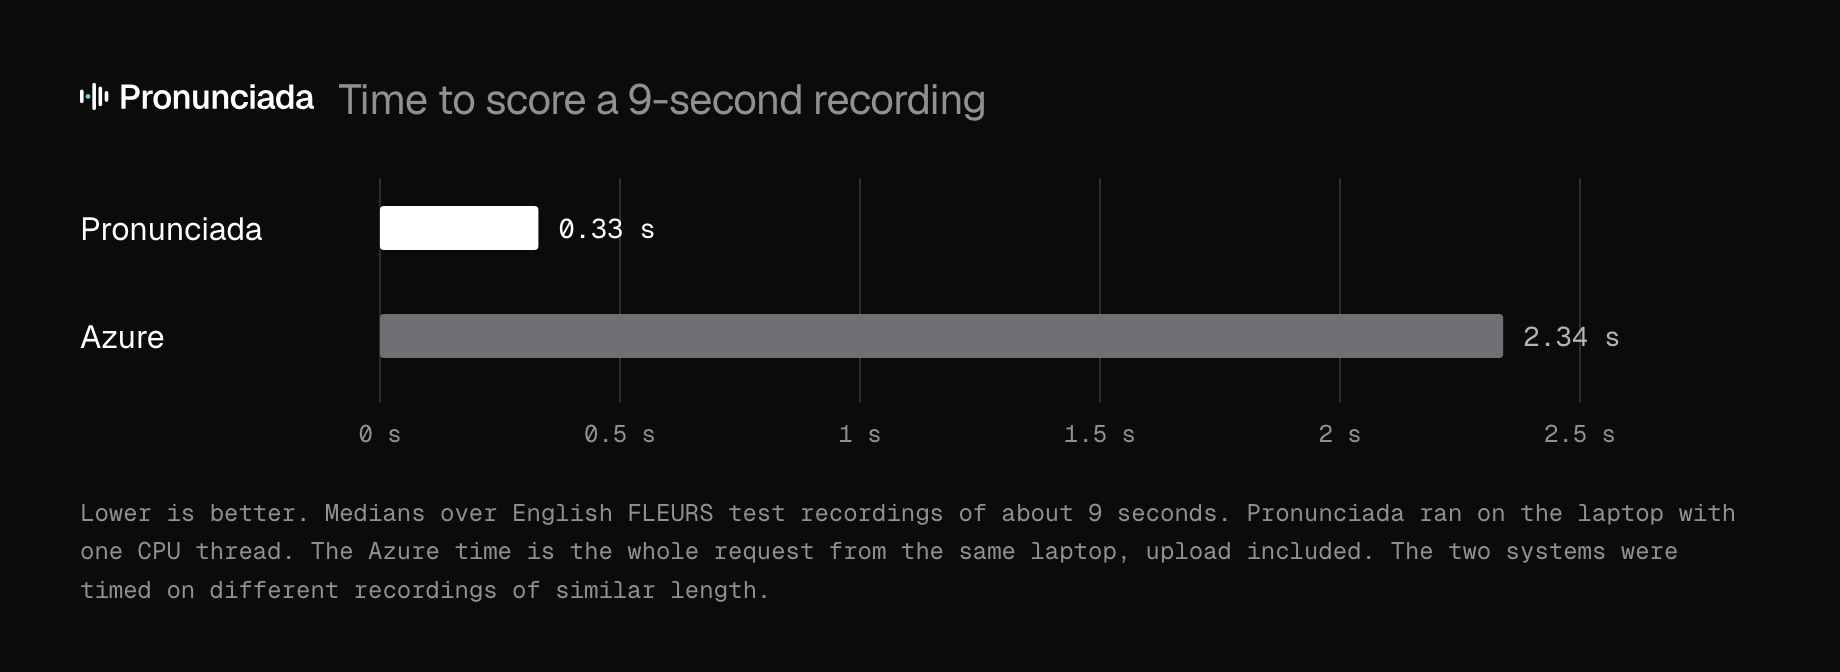 Pronunciada Time to score a 9-second recording
Pronunciada 0.33 s
Azure 2.34 s
0 s 0.5 s 1 s 1.5 s 2 s 2.5 s
Lower is better. Medians over English FLEURS test recordings of about 9 seconds. Pronunciada ran on the laptop with
one CPU thread. The Azure time is the whole request from the same laptop, upload included. The two systems were
timed on different recordings of similar length.